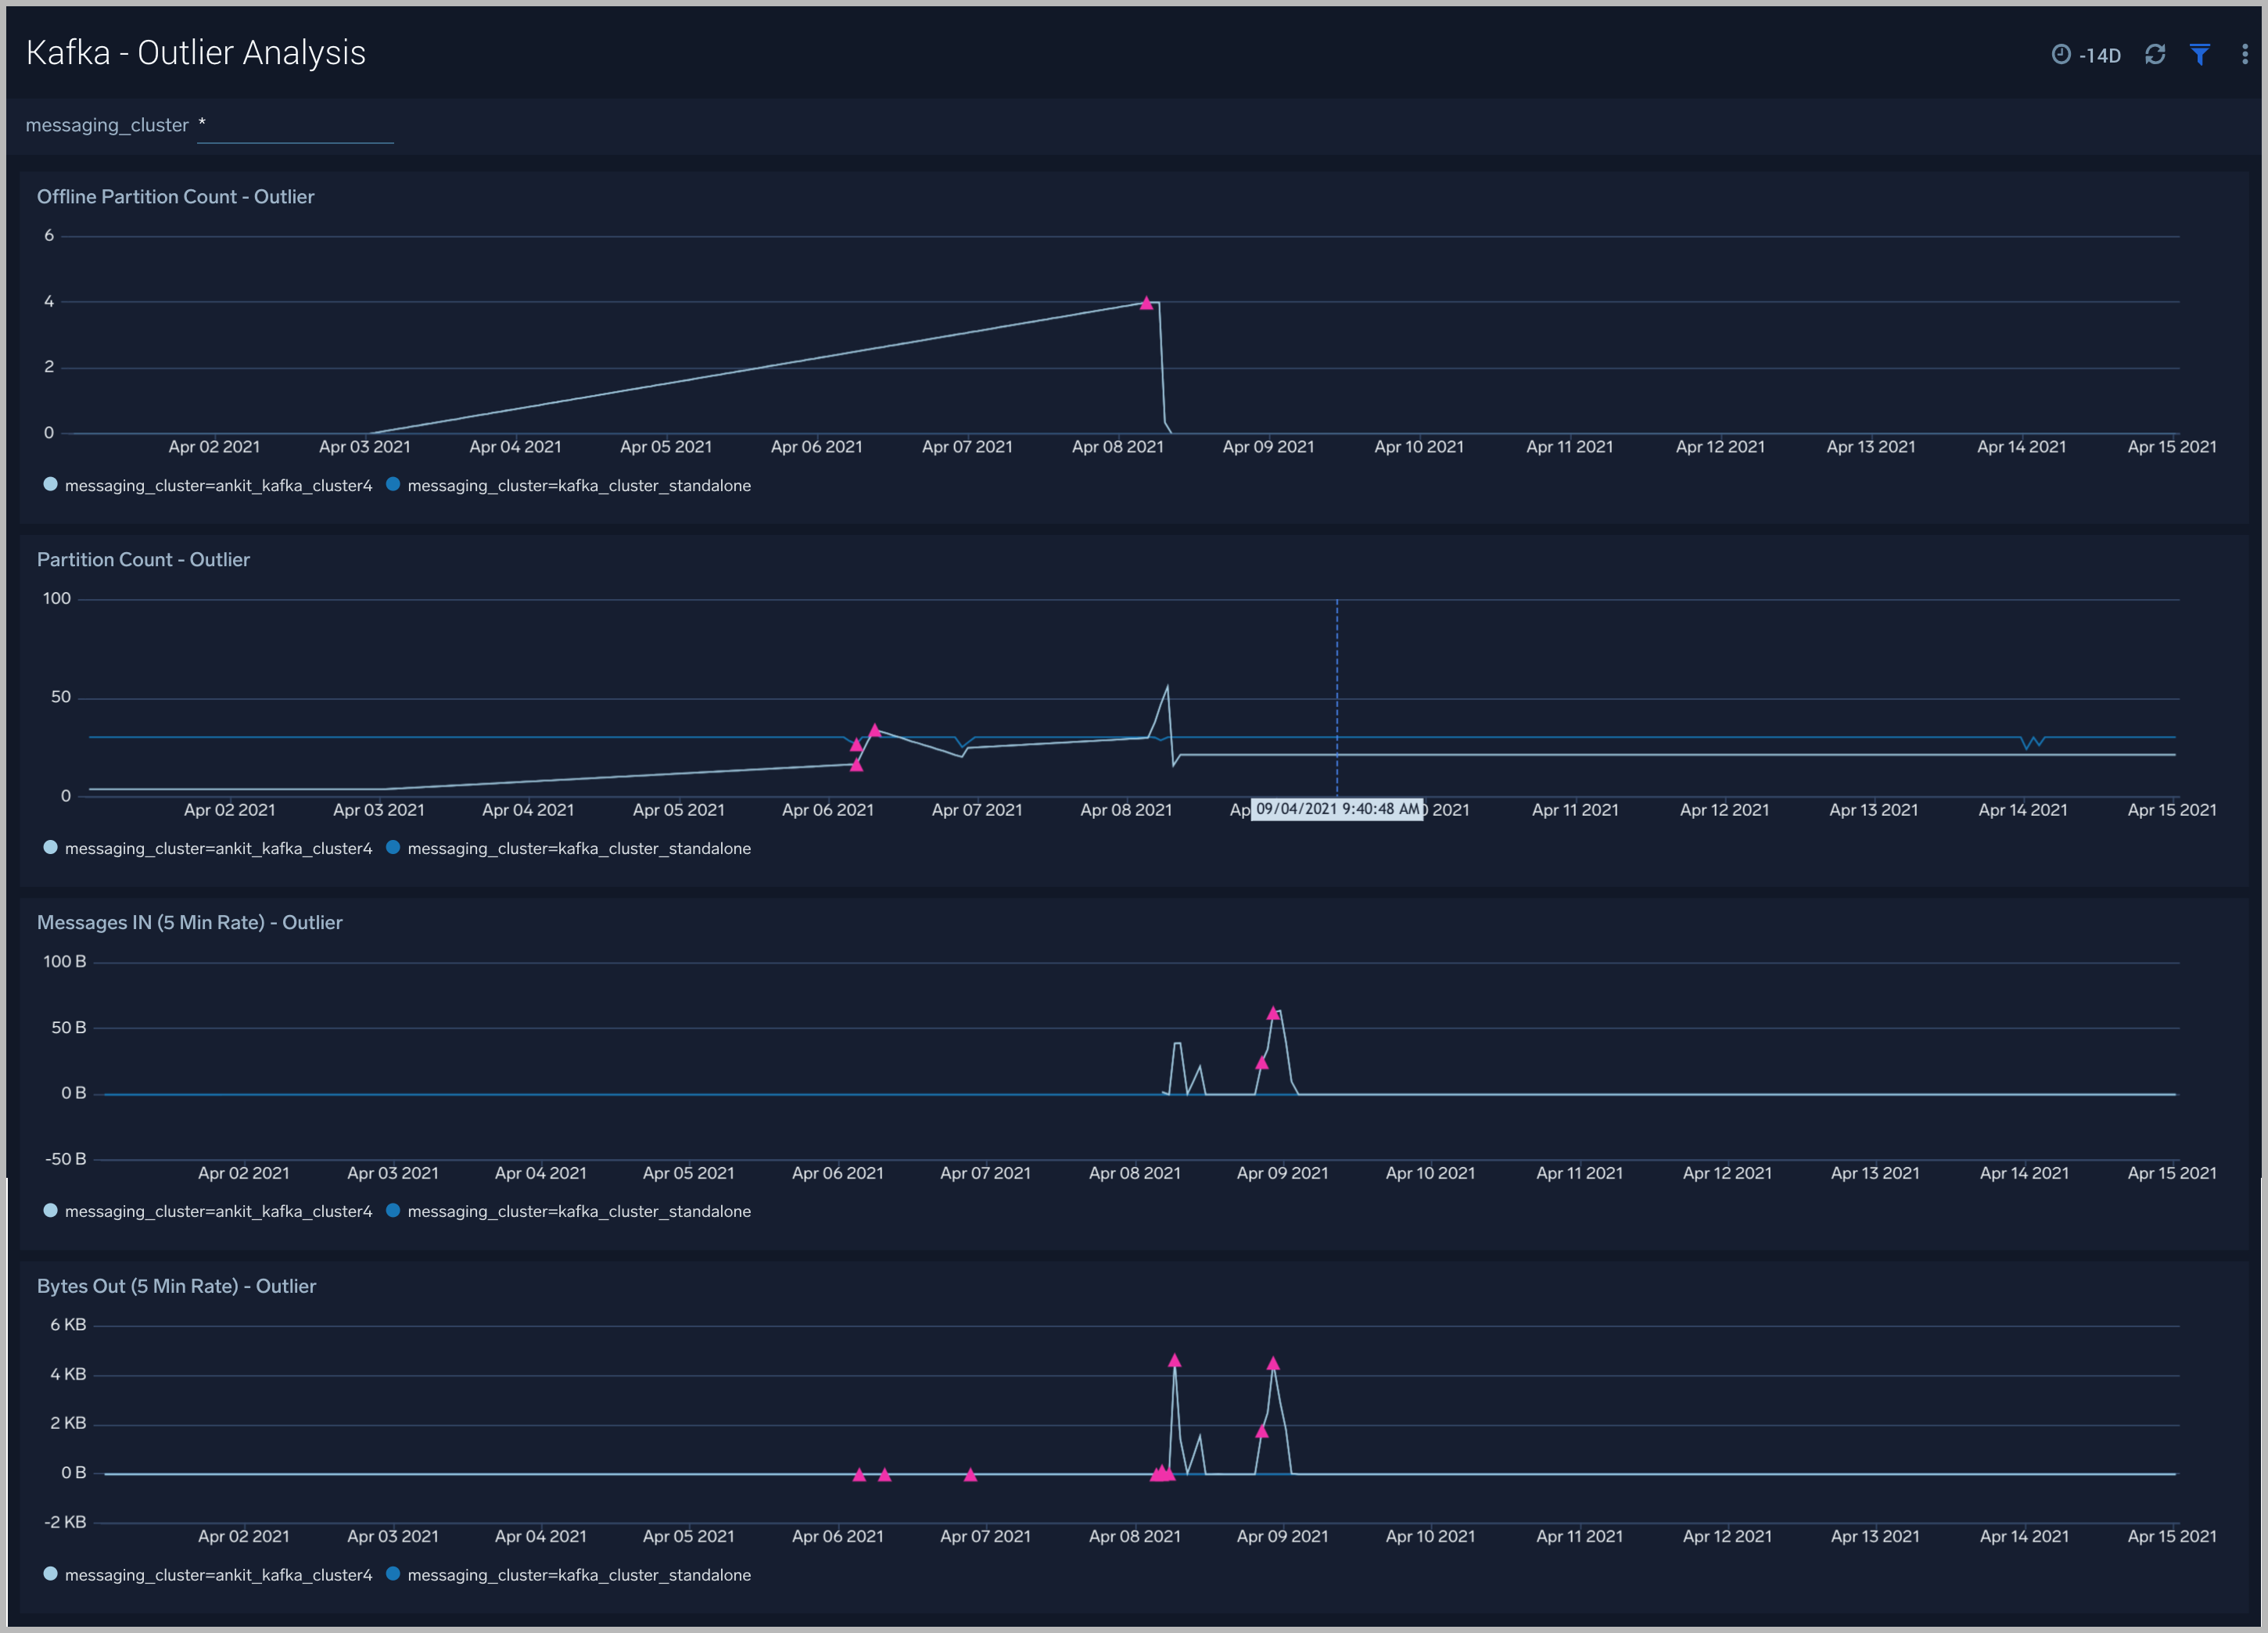 Kafka - Outlier Analysis
-14D
messaging_cluster *
Offline Partition Count - Outlier
6
4
2
0
Apr 02 2021 Apr 03 2021 Apr 04 2021 Apr 05 2021 Apr 06 2021 Apr 07 2021 Apr 08 2021 Apr 09 2021 Apr 10 2021 Apr 11 2021 Apr 12 2021 Apr 13 2021 Apr 14 2021 Apr 15 2021
messaging_cluster=ankit_kafka_cluster4 messaging_cluster=kafka_cluster_standalone
Partition Count - Outlier
100
50
0
Apr 02 2021 Apr 03 2021 Apr 04 2021 Apr 05 2021 Apr 06 2021 Apr 07 2021 Apr 08 2021 Ap 09/04/2021 9:40:48 AM 0 2021 Apr 11 2021 Apr 12 2021 Apr 13 2021 Apr 14 2021 Apr 15 2021
messaging_cluster=ankit_kafka_cluster4 messaging_cluster=kafka_cluster_standalone
Messages IN (5 Min Rate) - Outlier
100 B
50 B
0 B
-50 B
Apr 02 2021 Apr 03 2021 Apr 04 2021 Apr 05 2021 Apr 06 2021 Apr 07 2021 Apr 08 2021 Apr 09 2021 Apr 10 2021 Apr 11 2021 Apr 12 2021 Apr 13 2021 Apr 14 2021 Apr 15 2021
messaging_cluster=ankit_kafka_cluster4 messaging_cluster=kafka_cluster_standalone
Bytes Out (5 Min Rate) - Outlier
6 KB
4 KB
2 KB
0 B
-2 KB
Apr 02 2021 Apr 03 2021 Apr 04 2021 Apr 05 2021 Apr 06 2021 Apr 07 2021 Apr 08 2021 Apr 09 2021 Apr 10 2021 Apr 11 2021 Apr 12 2021 Apr 13 2021 Apr 14 2021 Apr 15 2021
messaging_cluster=ankit_kafka_cluster4 messaging_cluster=kafka_cluster_standalone